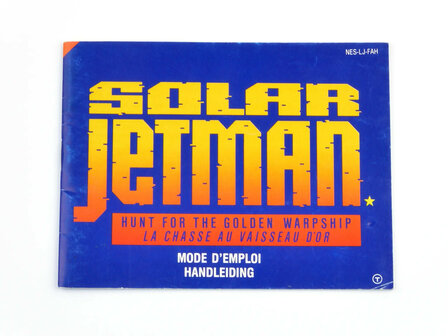 NES-LJ-FAH
SOLAR
JETMAN
HUNT FOR THE GOLDEN WARPSHIP
LA CHASSE AU VAISSEAU D'OR
MODE D'EMPLOI
HANDLEIDING
T